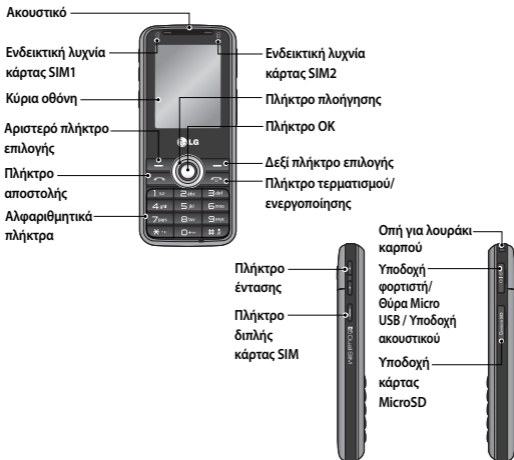 Ακουστικό
Ενδεικτική λυχνία
κάρτας SIM1
Κύρια οθόνη
Αριστερό πλήκτρο
επιλογής
Πλήκτρο
αποστολής
Αλφαριθμητικά
πλήκτρα
Ενδεικτική λυχνία
κάρτας SIM2
Πλήκτρο πλοήγησης
Πλήκτρο OK
Δεξί πλήκτρο επιλογής
Πλήκτρο τερματισμού/
ενεργοποίησης
LG
Πλήκτρο
έντασης
Πλήκτρο
διπλής
κάρτας SIM
Dual SIM
Οπή για λουράκι
καρπού
Υποδοχή
φορτιστή/
Θύρα Micro
USB / Υποδοχή
ακουστικού
Υποδοχή
κάρτας
MicroSD